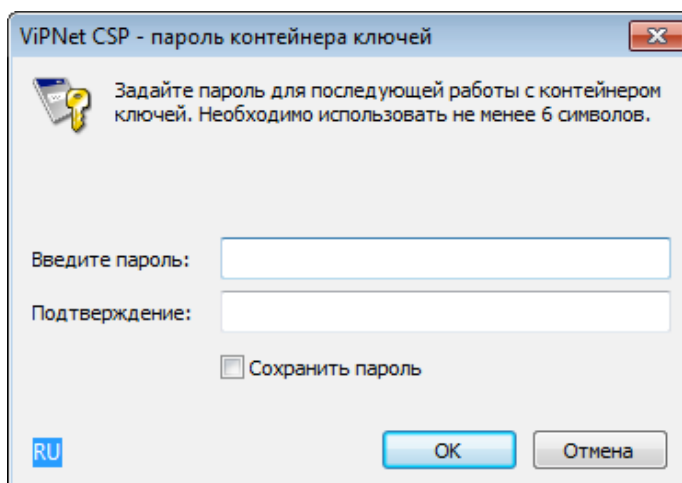 ViPNet CSP - пароль контейнера ключей
Задайте пароль для последующей работы с контейнером
ключей. Необходимо использовать не менее 6 символов.
Введите пароль:
Подтверждение:
Сохранить пароль
RU
OK
Отмена